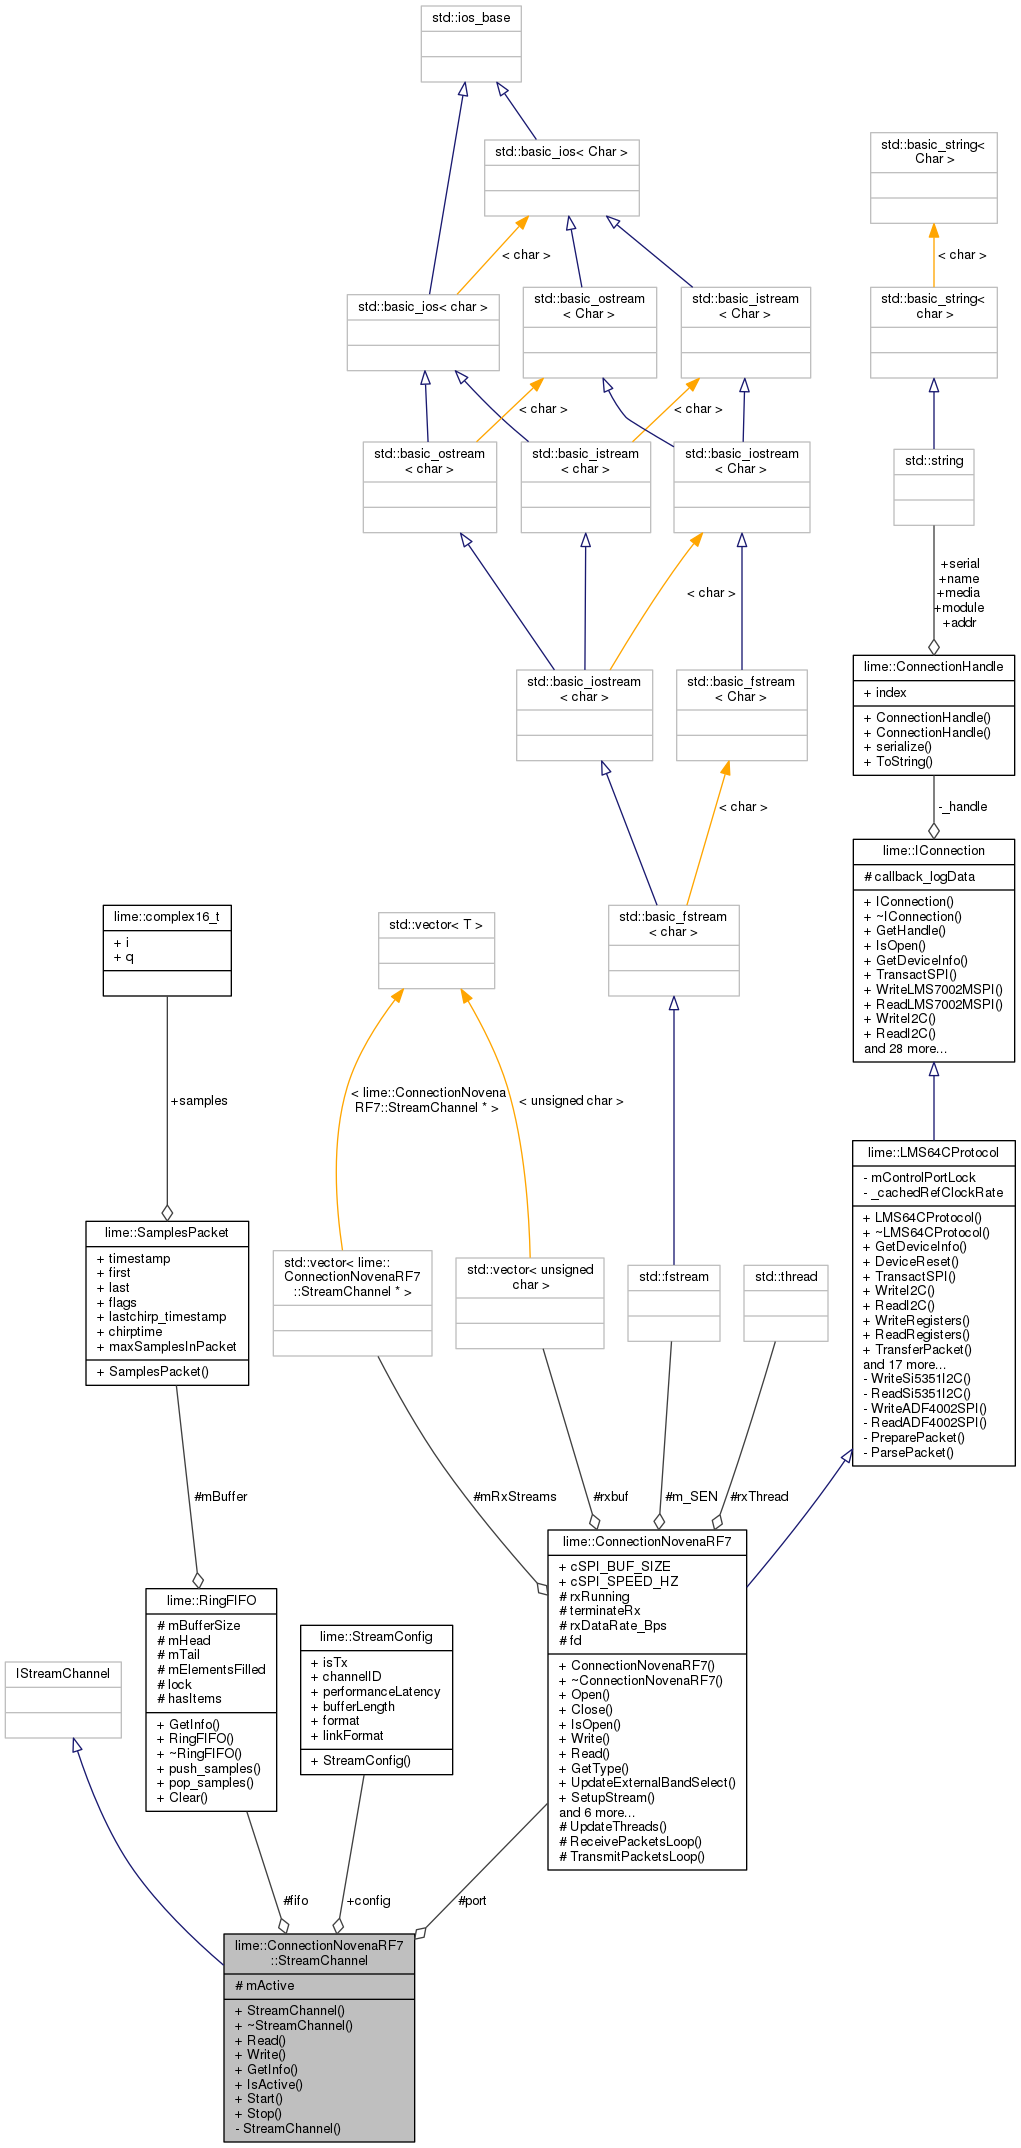 std::ios_base
std::basic_ios< Char >
std::basic_string<
Char >
< char >
< char >
std::basic_ios< char >
std::basic_ostream
< Char >
std::basic_istream
< Char >
std::basic_string<
char >
< char >
< char >
std::basic_ostream
< char >
std::basic_istream
< char >
std::basic_iostream
< Char >
std::string
+serial
+name
+media
+module
+addr
< char >
std::basic_iostream
< char >
std::basic_fstream
< Char >
lime::ConnectionHandle
+ index
+ ConnectionHandle()
+ ConnectionHandle()
+ serialize()
+ ToString()
< char >
-_handle
lime::IConnection
# callback_logData
+ IConnection()
+ ~IConnection()
+ GetHandle()
+ IsOpen()
+ GetDeviceInfo()
+ TransactSPI()
+ WriteLMS7002MSPI()
+ ReadLMS7002MSPI()
+ WriteI2C()
+ ReadI2C()
and 28 more...
lime::complex16_t
+ i
+ q
std::vector< T >
std::basic_fstream
< char >
+samples
< lime::ConnectionNovena
RF7::StreamChannel * >
< unsigned char >
lime::LMS64CProtocol
- mControlPortLock
- _cachedRefClockRate
+ LMS64CProtocol()
+ ~LMS64CProtocol()
+ GetDeviceInfo()
+ DeviceReset()
+ TransactSPI()
+ WriteI2C()
+ ReadI2C()
+ WriteRegisters()
+ ReadRegisters()
+ TransferPacket()
and 17 more...
- WriteSi5351I2C()
- ReadSi5351I2C()
- WriteADF4002SPI()
- ReadADF4002SPI()
- PreparePacket()
- ParsePacket()
lime::SamplesPacket
+ timestamp
+ first
+ last
+ flags
+ lastchirp_timestamp
+ chirptime
+ maxSamplesInPacket
+ SamplesPacket()
std::vector< lime::
ConnectionNovenaRF7
::StreamChannel * >
std::vector< unsigned
char >
std::fstream
std::thread
#mBuffer
#mRxStreams
#rxbuf
#m_SEN
#rxThread
lime::ConnectionNovenaRF7
+ cSPI_BUF_SIZE
+ cSPI_SPEED_HZ
# rxRunning
# terminateRx
# rxDataRate_Bps
# fd
+ ConnectionNovenaRF7()
+ ~ConnectionNovenaRF7()
+ Open()
+ Close()
+ IsOpen()
+ Write()
+ Read()
+ GetType()
+ UpdateExternalBandSelect()
+ SetupStream()
and 6 more...
# UpdateThreads()
# ReceivePacketsLoop()
# TransmitPacketsLoop()
IStreamChannel
lime::RingFIFO
# mBufferSize
# mHead
# mTail
# mElementsFilled
# lock
# hasItems
+ GetInfo()
+ RingFIFO()
+ ~RingFIFO()
+ push_samples()
+ pop_samples()
+ Clear()
lime::StreamConfig
+ isTx
+ channelID
+ performanceLatency
+ bufferLength
+ format
+ linkFormat
+ StreamConfig()
#fifo
+config
#port
lime::ConnectionNovenaRF7
::StreamChannel
# mActive
+ StreamChannel()
+ ~StreamChannel()
+ Read()
+ Write()
+ GetInfo()
+ IsActive()
+ Start()
+ Stop()
- StreamChannel()